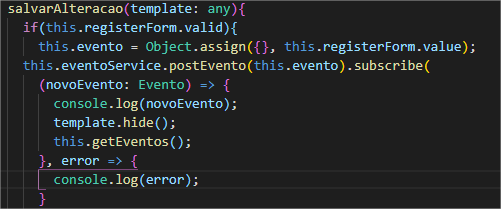 salvarAlteracao(template: any){
if(this.registerForm.valid){
this.evento = Object.assign({}, this.registerForm.value);
this.eventoService.postEvento(this.evento).subscribe(
(novoEvento: Evento) => {
console.log(novoEvento);
template.hide();
this.getEventos();
}, error => {
console.log(error);
}